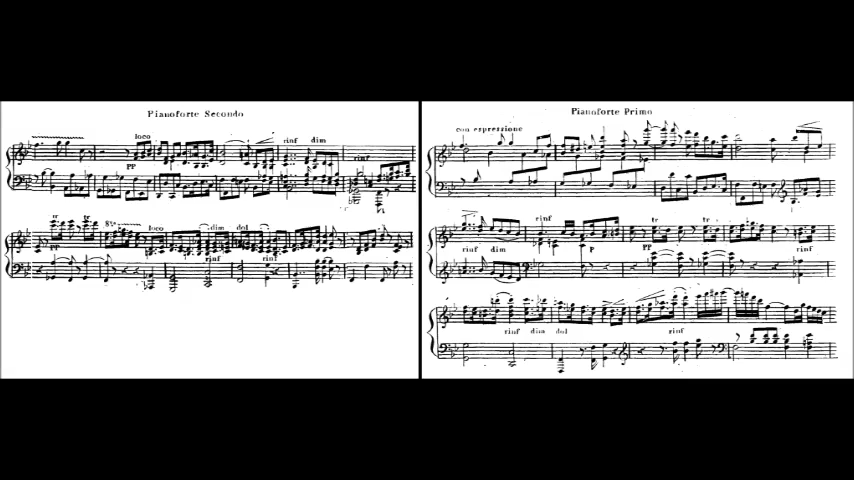 Pianoforte Secondo
loco
rinf dim
PP
rinf
tr tr 8va
loco dim dol
PP
rinf rinf
Pianoforte Primo
con espressione
rinf tr tr
rinf dim P PP rinf
rinf dim dol rinf